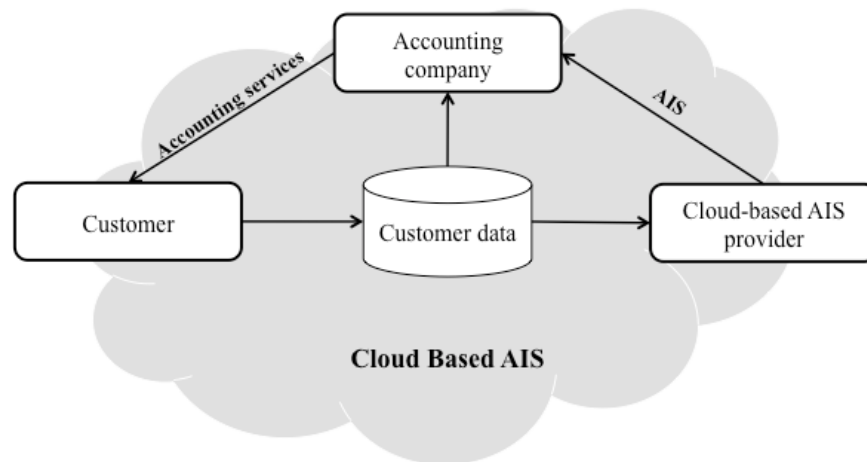 Accounting
company
Accounting services
AIS
Customer
Customer data
Cloud-based AIS
provider
Cloud Based AIS